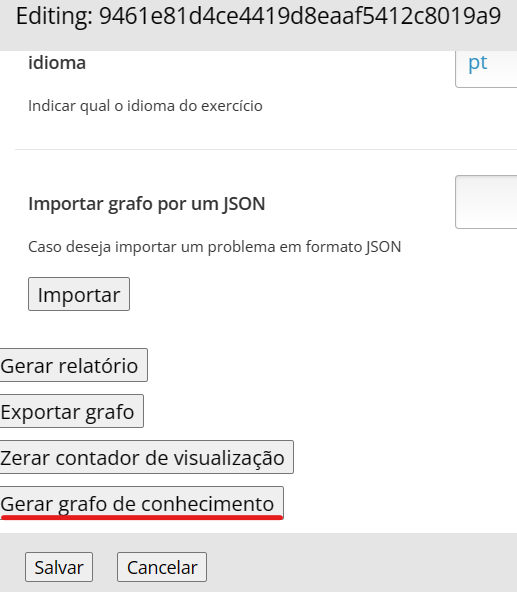 Editing: 9461e81d4ce4419d8eaaf5412c8019a9
idioma
pt
Indicar qual o idioma do exercício
Importar grafo por um JSON
Caso deseja importar um problema em formato JSON
Importar
Gerar relatório
Exportar grafo
Zerar contador de visualização
Gerar grafo de conhecimento
Salvar Cancelar